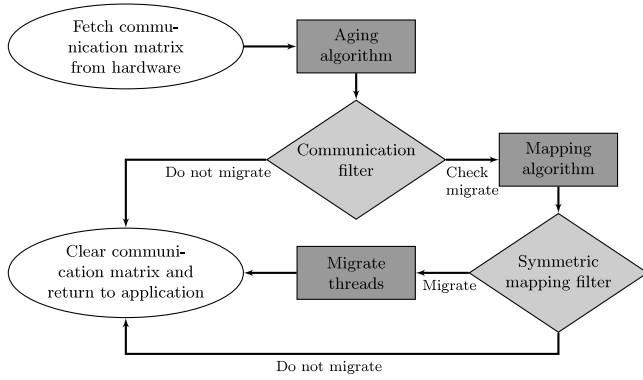 Fetch commu-
nication matrix
from hardware
Aging
algorithm
Communication
filter
Do not migrate
Check
migrate
Mapping
algorithm
Clear communi-
cation matrix and
return to application
Migrate
threads
Migrate
Symmetric
mapping filter
Do not migrate